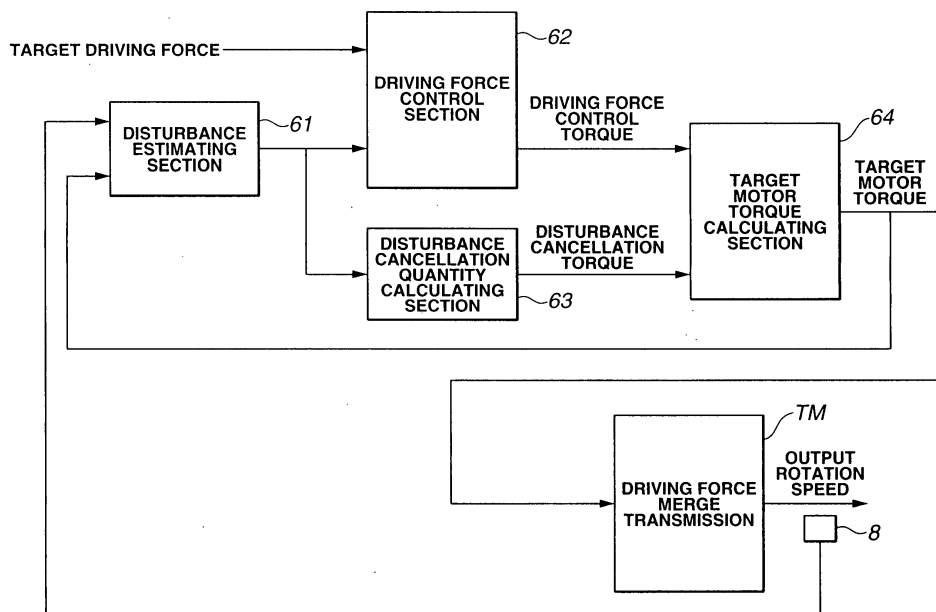 TARGET DRIVING FORCE
62
DRIVING FORCE
CONTROL
SECTION
61
DISTURBANCE
ESTIMATING
SECTION
DRIVING FORCE
CONTROL
TORQUE
64
TARGET
MOTOR
TORQUE
CALCULATING
SECTION
TARGET
MOTOR
TORQUE
DISTURBANCE
CANCELLATION
QUANTITY
CALCULATING
SECTION
63
DISTURBANCE
CANCELLATION
TORQUE
TM
DRIVING FORCE
MERGE
TRANSMISSION
OUTPUT
ROTATION
SPEED
8